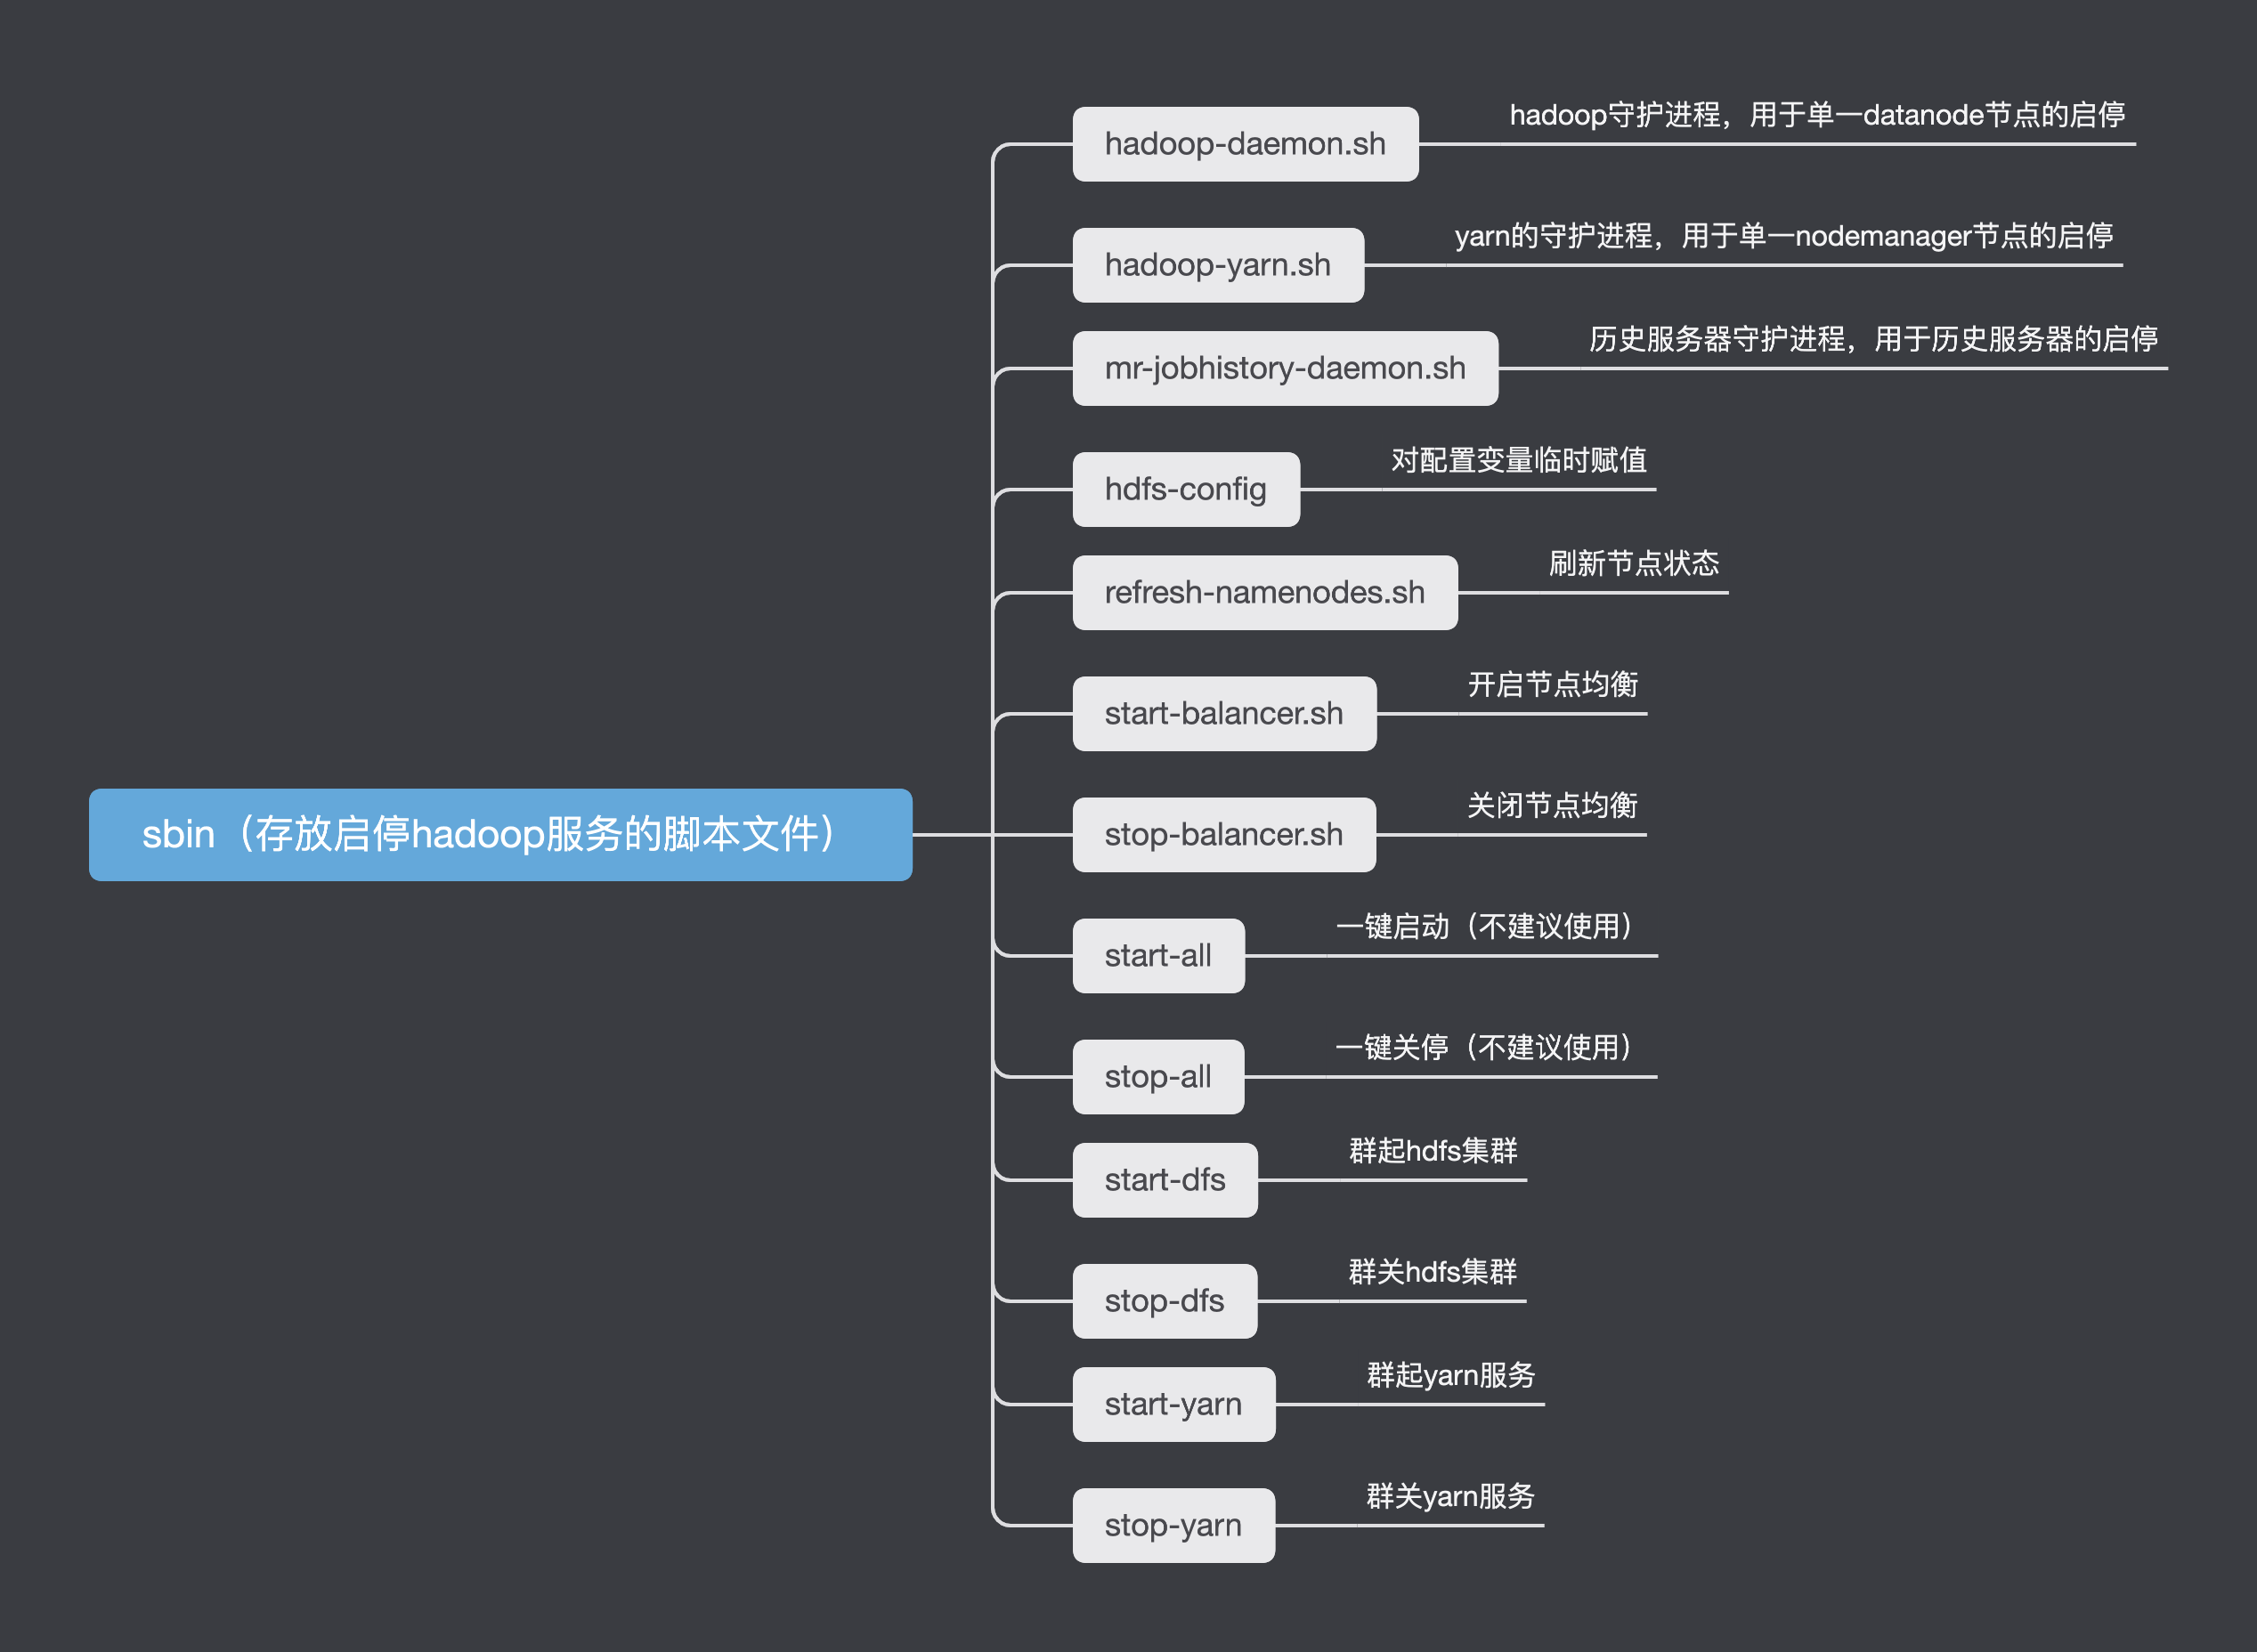 hadoop-daemon.sh
hadoop守护进程，用于单一datanode节点的启停
hadoop-yarn.sh
yarn的守护进程，用于单一nodemanager节点的启停
mr-jobhistory-daemon.sh
历史服务器守护进程，用于历史服务器的启停
hdfs-config
对配置变量临时赋值
refresh-namenodes.sh
刷新节点状态
start-balancer.sh
开启节点均衡
sbin（存放启停hadoop服务的脚本文件）
stop-balancer.sh
关闭节点均衡
start-all
一键启动（不建议使用）
stop-all
一键关停（不建议使用）
start-dfs
群起hdfs集群
stop-dfs
群关hdfs集群
start-yarn
群起yarn服务
stop-yarn
群关yarn服务